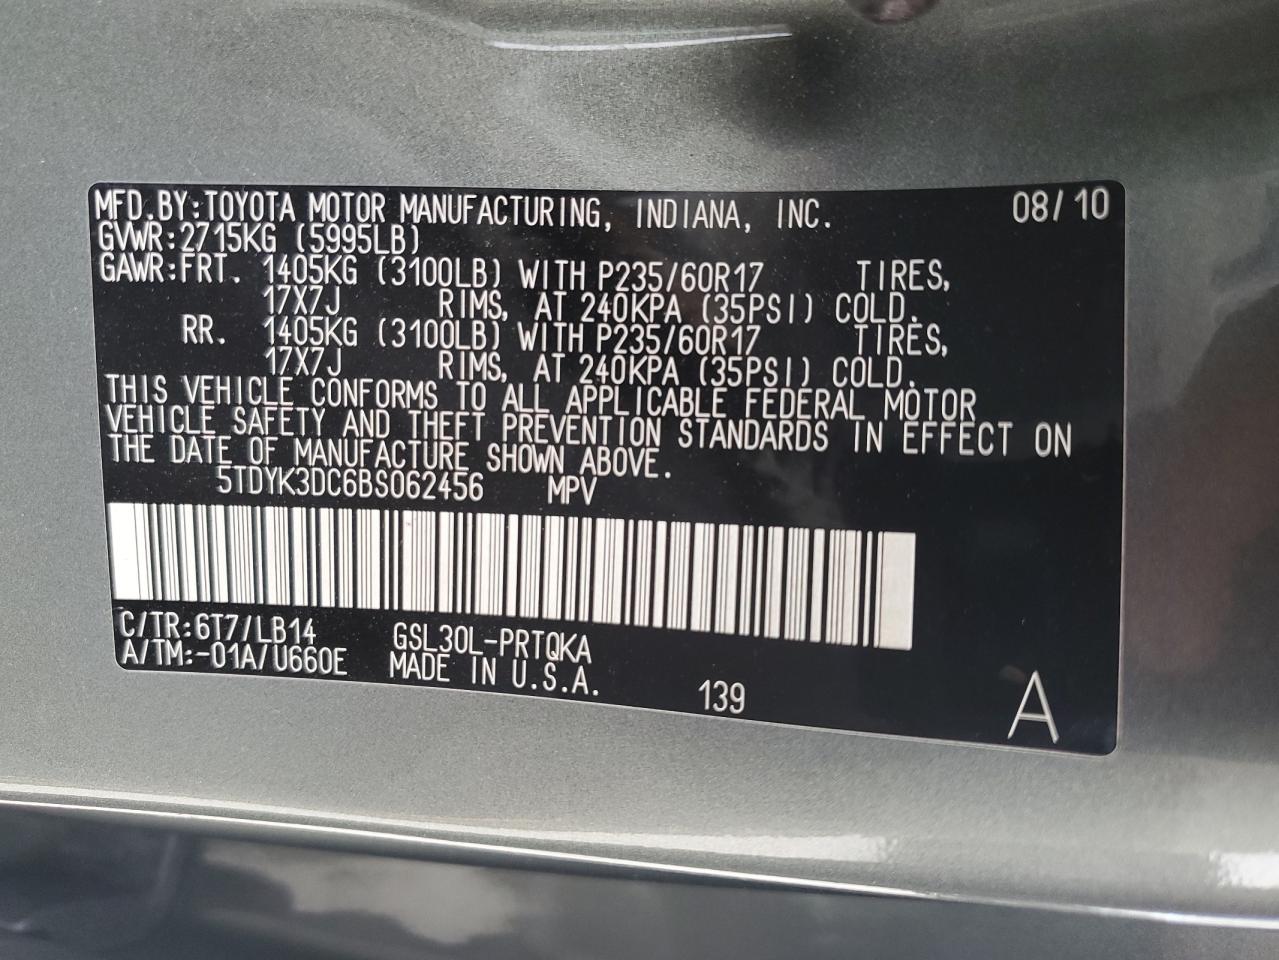 MFD.BY:TOYOTA MOTOR MANUFACTURING, INDIANA, INC. 08/10
GVWR:2715KG (5995LB)
GAWR:FRT. 1405KG (3100LB) WITH P235/60R17 TIRES,
17X7J RIMS, AT 240KPA (35PSI) COLD.
RR. 1405KG (3100LB) WITH P235/60R17 TIRES,
17X7J RIMS, AT 240KPA (35PSI) COLD.
THIS VEHICLE CONFORMS TO ALL APPLICABLE FEDERAL MOTOR
VEHICLE SAFETY AND THEFT PREVENTION STANDARDS IN EFFECT ON
THE DATE OF MANUFACTURE SHOWN ABOVE.
5TDYK3DC6BS062456 MPV
C/TR:6T7/LB14 GSL30L-PRTQKA
A/TM:-01A/U660E MADE IN U.S.A.
139
A